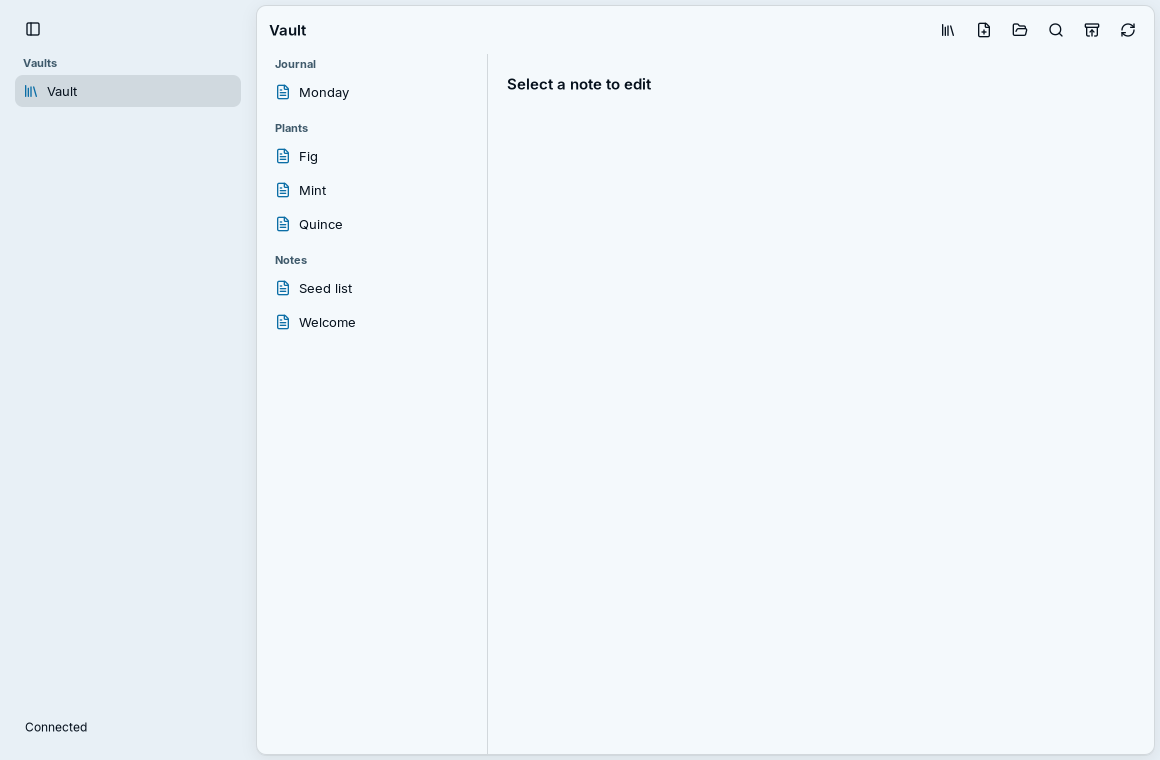 Vaults
Vault
Connected
Vault
Journal
Monday
Plants
Fig
Mint
Quince
Notes
Seed list
Welcome
Select a note to edit